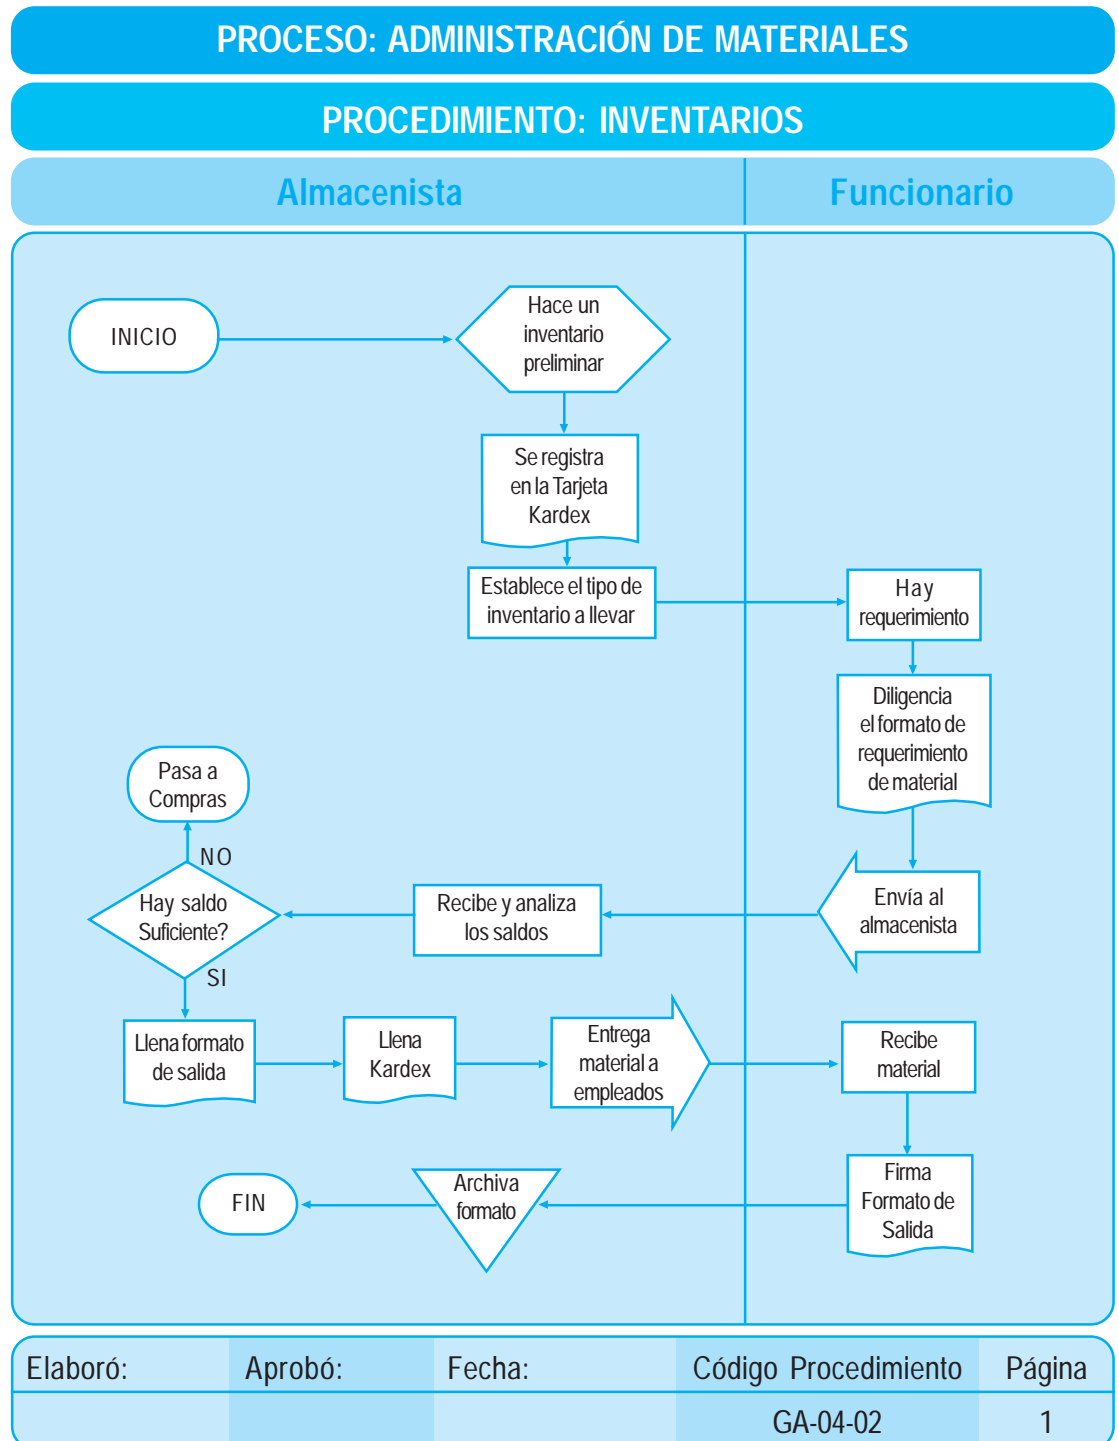 PROCESO: ADMINISTRACIÓN DE MATERIALES
PROCEDIMIENTO: INVENTARIOS
Almacenista
Funcionario
INICIO
Hace un
inventario
preliminar
Se registra
en la Tarjeta
Kardex
Establece el tipo de
inventario a llevar
Hay
requerimiento
Diligencia
el formato de
requerimiento
de material
Envía al
almacenista
Recibe y analiza
los saldos
Hay saldo
Suficiente?
NO
Pasa a
Compras
SI
Llena formato
de salida
Llena
Kardex
Entrega
material a
empleados
Recibe
material
Firma
Formato de
Salida
Archiva
formato
FIN
Elaboró:
Aprobó:
Fecha:
Código Procedimiento
Página
GA-04-02
1